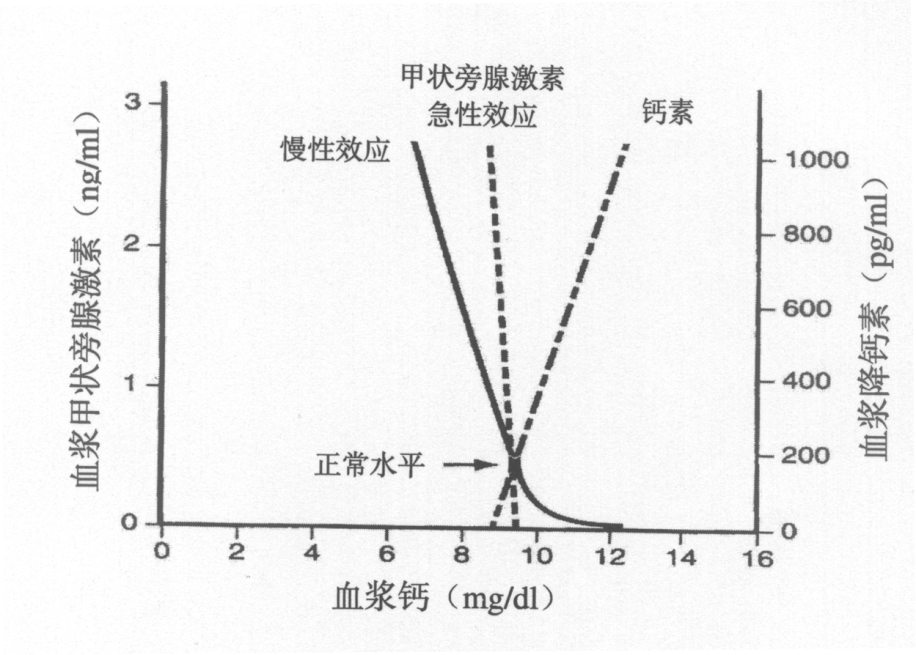 甲状旁腺激素
急性效应
慢性效应
钙素
血浆甲状旁腺激素（ng/ml）
3
2
1
0
正常水平
1000
800
600
400
200
0
血浆降钙素（pg/ml）
0 2 4 6 8 10 12 14 16
血浆钙（mg/dl）